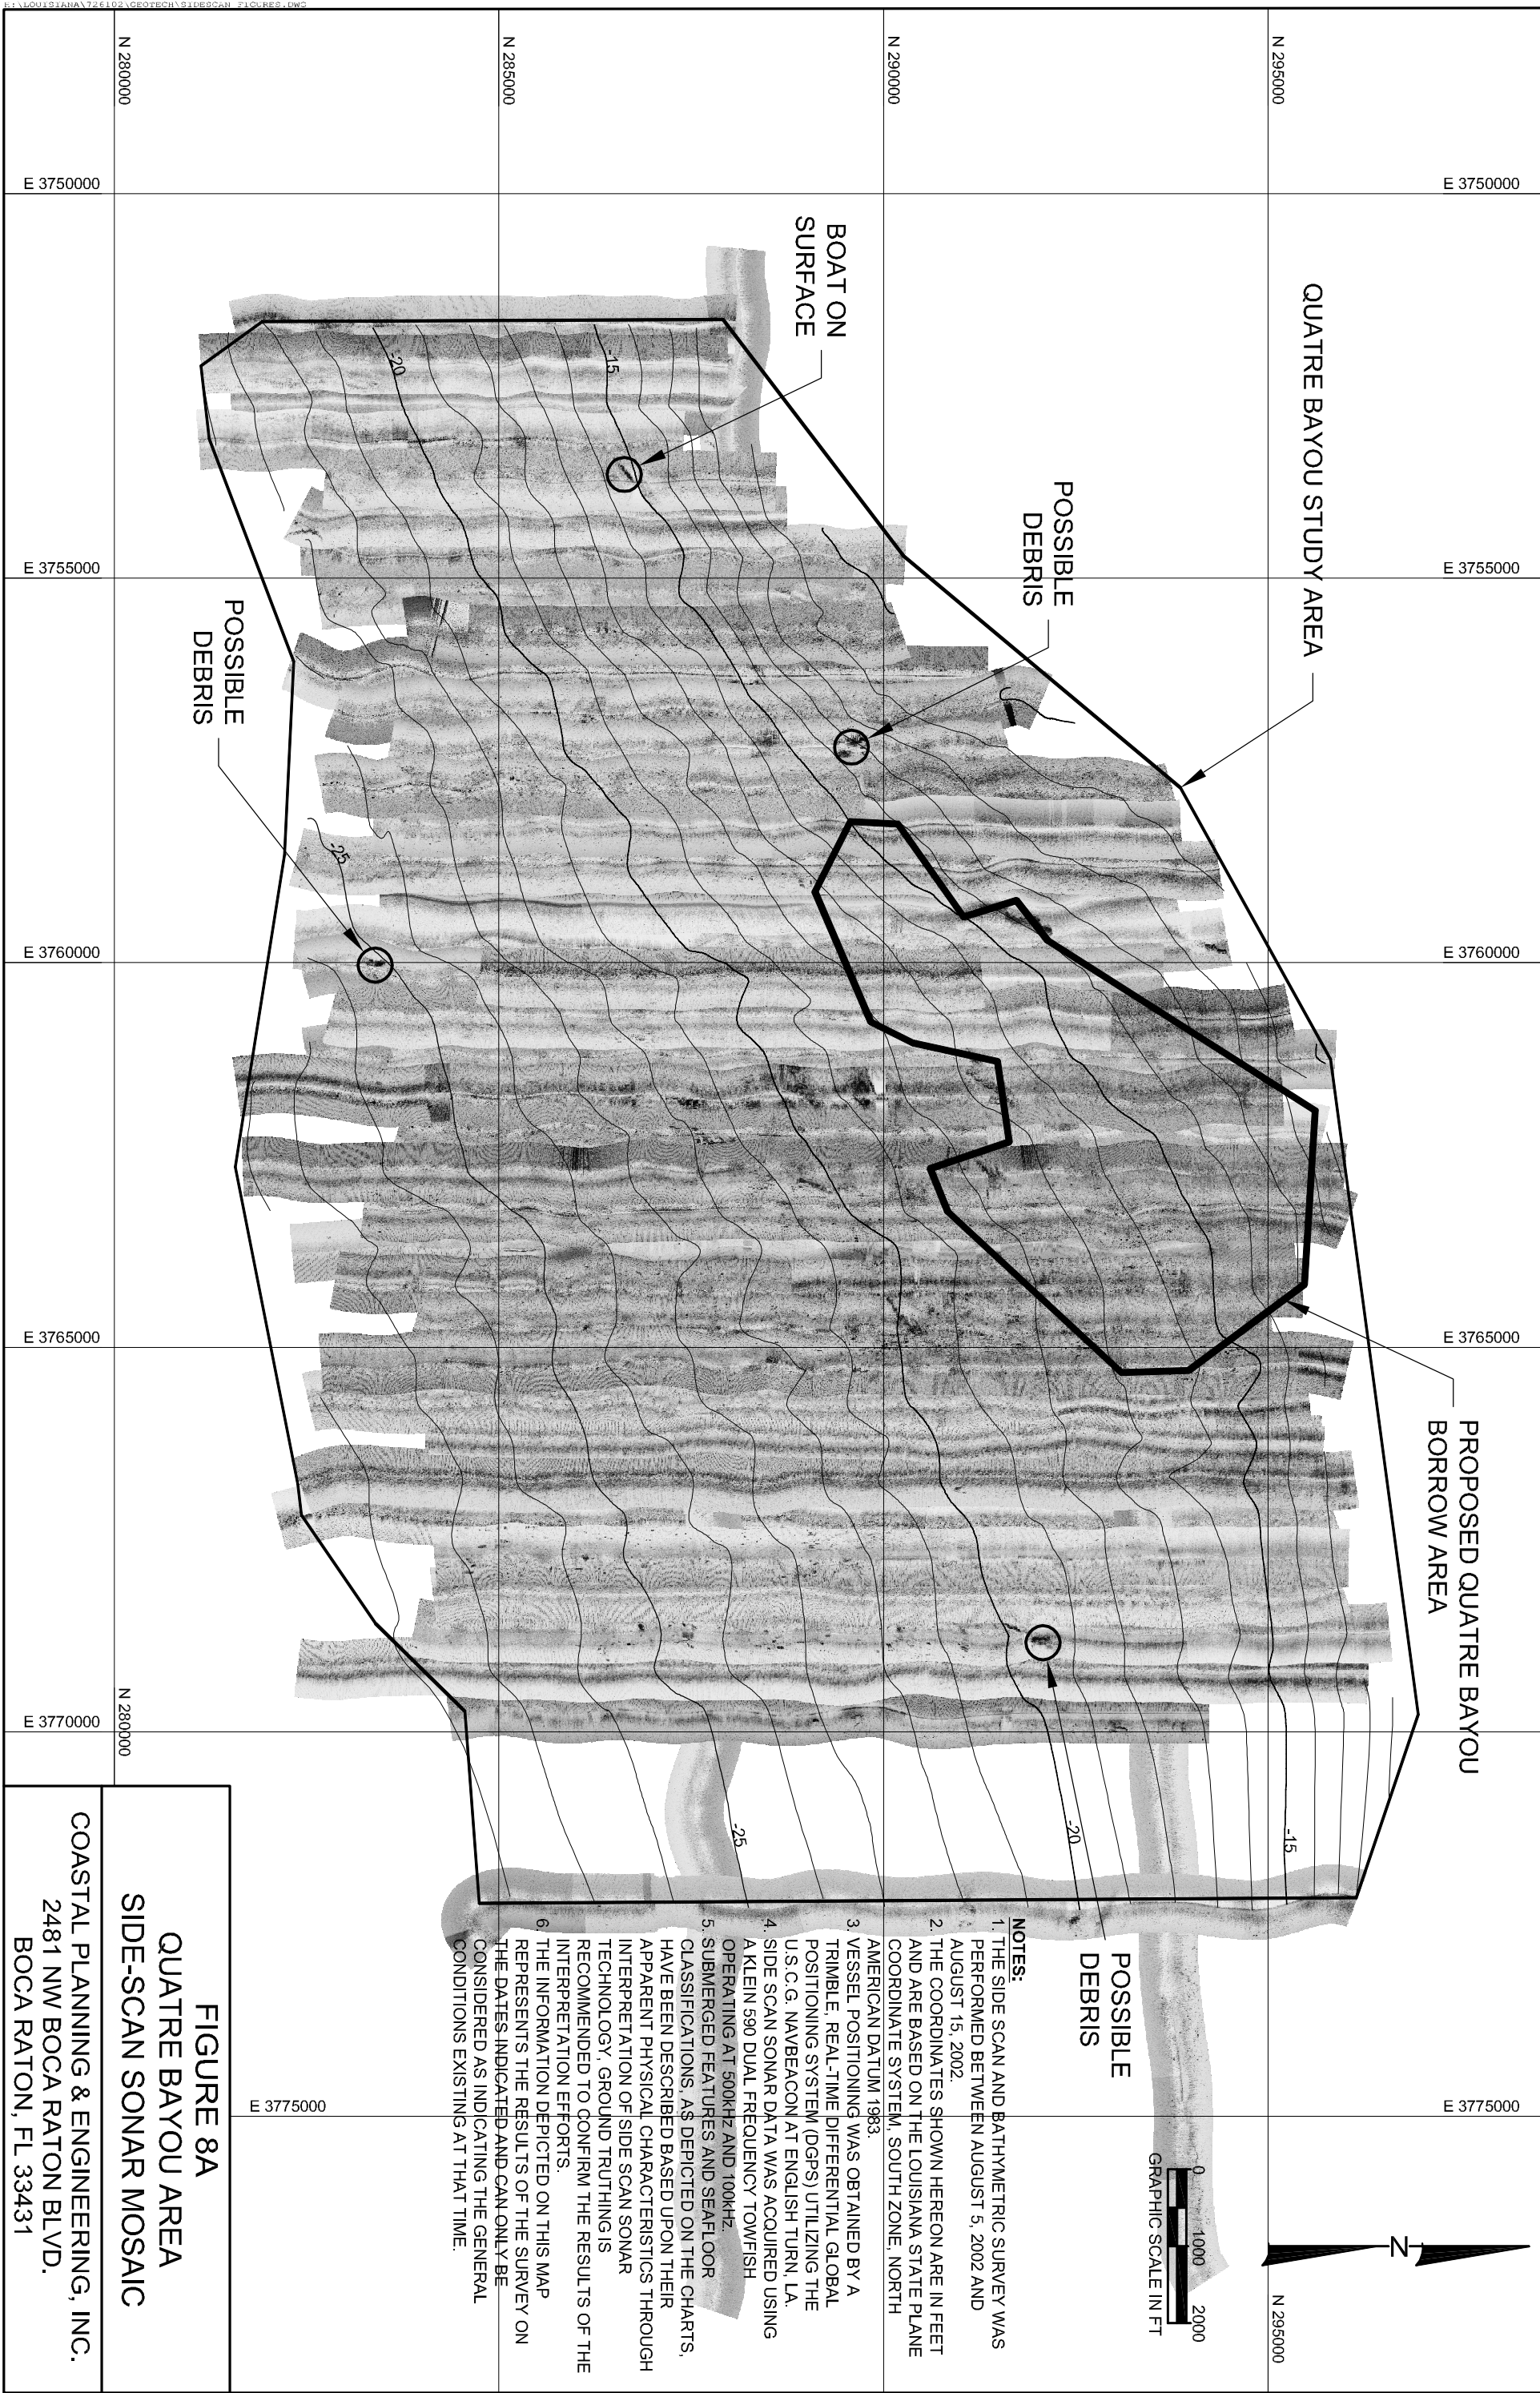 K:\LOUISIANA\726102\GEOTECH\SIDESCAN FIGURES.DWG
N 280000
N 285000
N 290000
N 295000
E 3750000
E 3750000
QUATRE BAYOU STUDY AREA
BOAT ON
SURFACE
POSSIBLE
DEBRIS
POSSIBLE
DEBRIS
-20
-15
-25
E 3755000
E 3755000
E 3760000
E 3760000
E 3765000
E 3765000
PROPOSED QUATRE BAYOU
BORROW AREA
E 3770000
E 3770000
N 280000
-25
-20
-15
POSSIBLE
DEBRIS
E 3775000
E 3775000
N 295000
N
0
1000
2000
GRAPHIC SCALE IN FT
NOTES:
1. THE SIDE SCAN AND BATHYMETRIC SURVEY WAS
PERFORMED BETWEEN AUGUST 5, 2002 AND
AUGUST 15, 2002.
2. THE COORDINATES SHOWN HEREON ARE IN FEET
AND ARE BASED ON THE LOUISIANA STATE PLANE
COORDINATE SYSTEM, SOUTH ZONE, NORTH
AMERICAN DATUM 1983.
3. VESSEL POSITIONING WAS OBTAINED BY A
TRIMBLE, REAL-TIME DIFFERENTIAL GLOBAL
POSITIONING SYSTEM (DGPS) UTILIZING THE
U.S.C.G. NAVBEACON AT ENGLISH TURN, LA.
4. SIDE SCAN SONAR DATA WAS ACQUIRED USING
A KLEIN 590 DUAL FREQUENCY TOWFISH
OPERATING AT 500kHz AND 100kHz.
5. SUBMERGED FEATURES AND SEAFLOOR
CLASSIFICATIONS, AS DEPICTED ON THE CHARTS,
HAVE BEEN DESCRIBED BASED UPON THEIR
APPARENT PHYSICAL CHARACTERISTICS THROUGH
INTERPRETATION OF SIDE SCAN SONAR
TECHNOLOGY, GROUND TRUTHING IS
RECOMMENDED TO CONFIRM THE RESULTS OF THE
INTERPRETATION EFFORTS.
6. THE INFORMATION DEPICTED ON THIS MAP
REPRESENTS THE RESULTS OF THE SURVEY ON
THE DATES INDICATED AND CAN ONLY BE
CONSIDERED AS INDICATING THE GENERAL
CONDITIONS EXISTING AT THAT TIME.
FIGURE 8A
QUATRE BAYOU AREA
SIDE-SCAN SONAR MOSAIC
COASTAL PLANNING & ENGINEERING, INC.
2481 NW BOCA RATON BLVD.
BOCA RATON, FL 33431